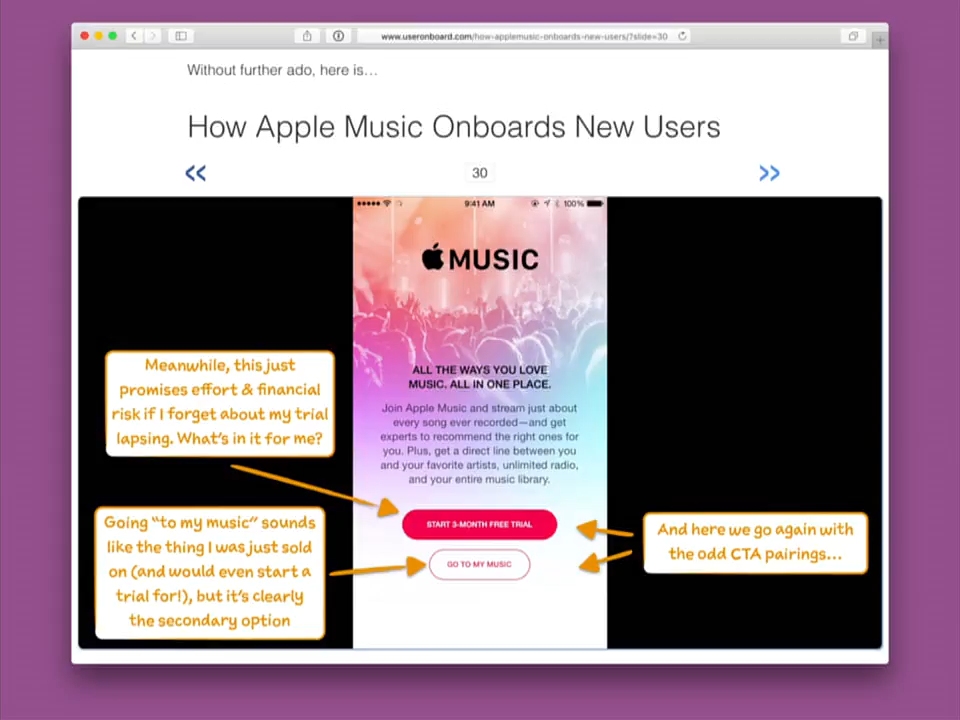 www.useronboard.com/how-applemusic-onboards-new-users/?slide=30
Without further ado, here is…
How Apple Music Onboards New Users
<< 30 >>
9:41 AM 100%
MUSIC
ALL THE WAYS YOU LOVE
MUSIC. ALL IN ONE PLACE.
Join Apple Music and stream just about
every song ever recorded—and get
experts to recommend the right ones for
you. Plus, get a direct line between you
and your favorite artists, unlimited radio,
and your entire music library.
START 3-MONTH FREE TRIAL
GO TO MY MUSIC
Meanwhile, this just
promises effort & financial
risk if I forget about my trial
lapsing. What's in it for me?
Going "to my music" sounds
like the thing I was just sold
on (and would even start a
trial for!), but it's clearly
the secondary option
And here we go again with
the odd CTA pairings...